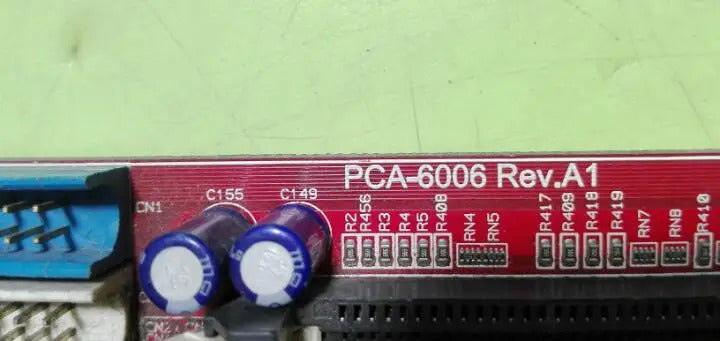 PCA-6006 Rev.A1
C155
C149
CN1
R2
R456
R3
R4
R5
R408
RN4
RN5
R417
R409
R418
R419
RN7
RN8
R410